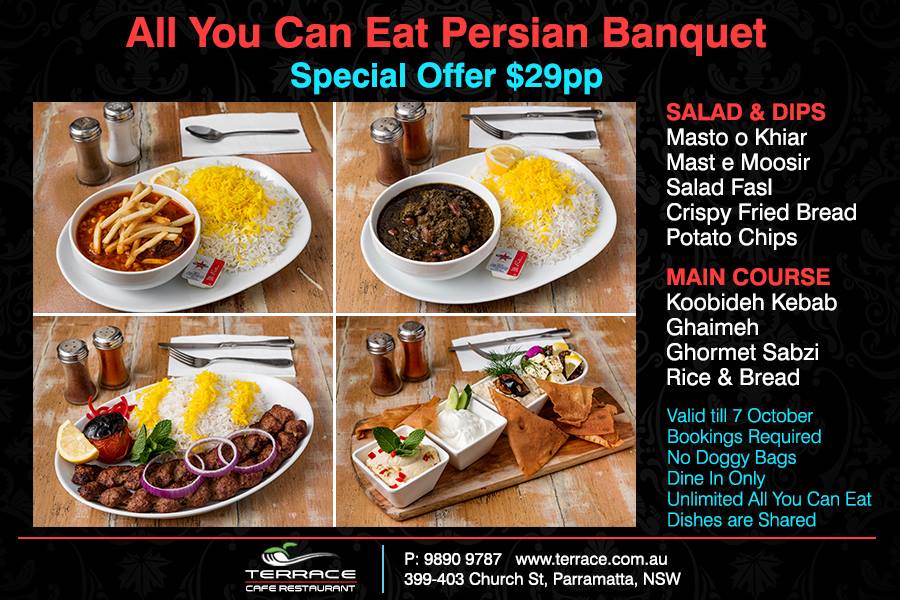 All You Can Eat Persian Banquet
Special Offer $29pp
SALAD & DIPS
Masto o Khiar
Mast e Moosir
Salad Fasl
Crispy Fried Bread
Potato Chips
MAIN COURSE
Koobideh Kebab
Ghaimeh
Ghormet Sabzi
Rice & Bread
Valid till 7 October
Bookings Required
No Doggy Bags
Dine In Only
Unlimited All You Can Eat
Dishes are Shared
TERRACE
CAFE RESTAURANT
P: 9890 9787 www.terrace.com.au
399-403 Church St, Parramatta, NSW